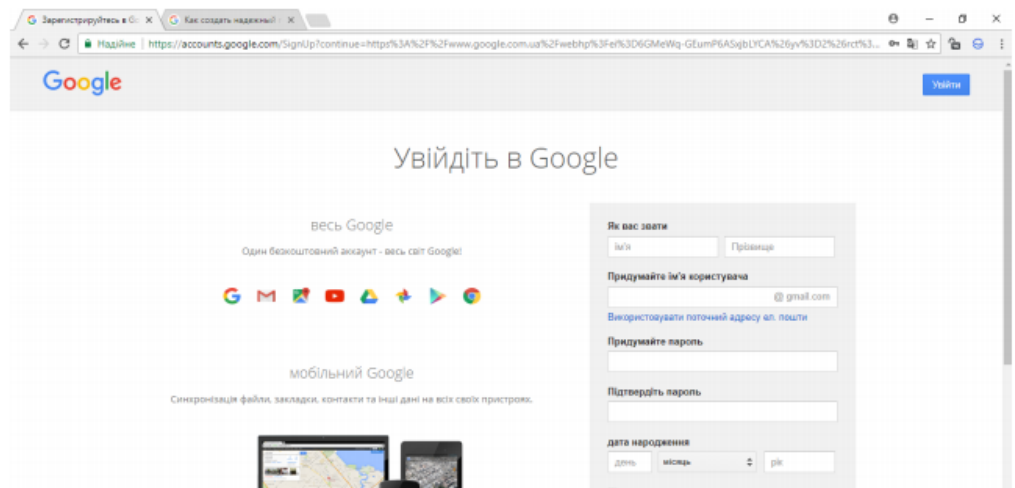 Зарегистрируйтесь в Go
Как создать надежный
Надійне | https://accounts.google.com/SignUp?continue=https%3A%2F%2Fwww.google.com.ua%2Fwebhp%3Fei%3D6GMeWq-GEumP6ASxjbLYCA%26yv%3D2%26rct%3...
Google
Увійти
Увійдіть в Google
весь Google
Один безкоштовний аккаунт - весь світ Google!
мобільний Google
Синхронізація файли, закладки, контакти та інші дані на всіх своїх пристроях.
Як вас звати
ім'я Прізвище
Придумайте ім'я користувача
@ gmail.com
Використовувати поточний адресу ел. пошти
Придумайте пароль
Підтвердіть пароль
дата народження
день місяць рік